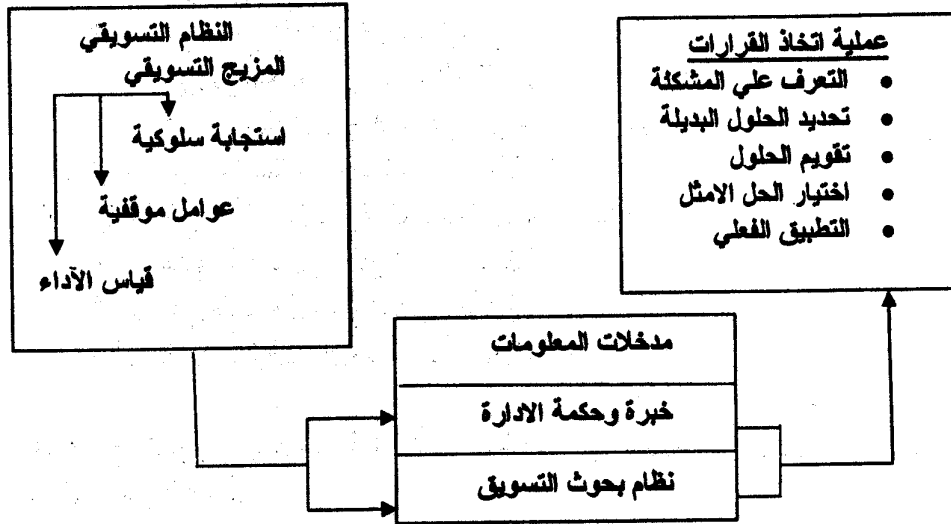 عملية اتخاذ القرارات
• التعرف علي المشكلة
• تحديد الحلول البديلة
• تقويم الحلول
• اختيار الحل الامثل
• التطبيق الفعلي
النظام التسويقي
المزيج التسويقي
استجابة سلوكية
عوامل موقفية
قياس الآداء
مدخلات المعلومات
خبرة وحكمة الادارة
نظام بحوث التسويق